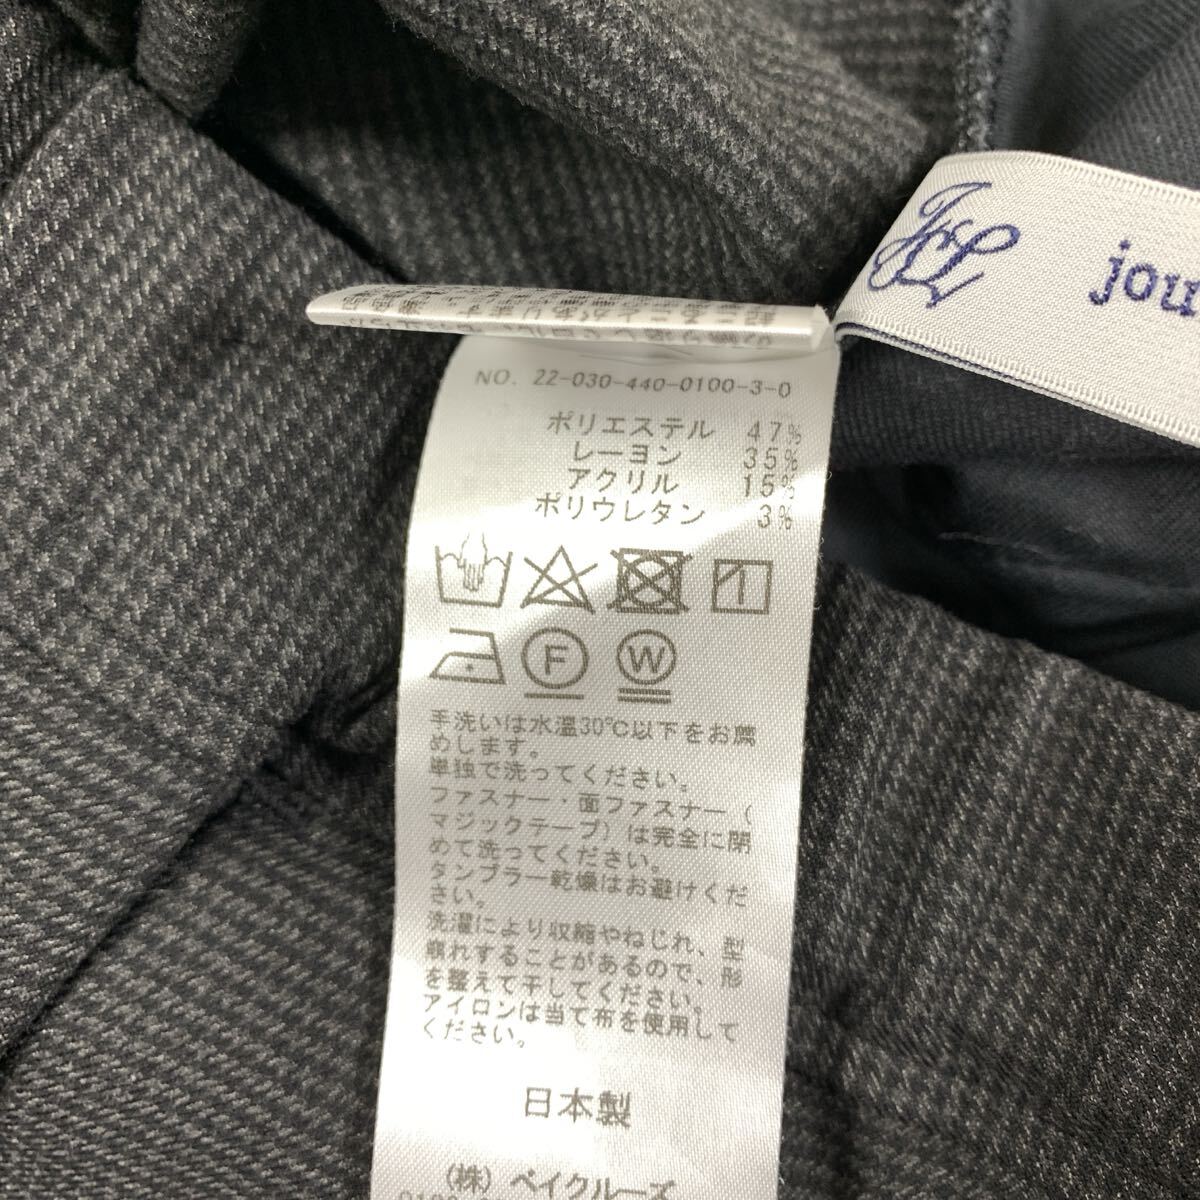 jou
NO. 22-030-440-0100-3-0
ポリエステル 47%
レーヨン 35%
アクリル 15%
ポリウレタン 3%
F
W
手洗いは水温30℃以下をお薦
めします。
単独で洗ってください。
ファスナー・面ファスナー(
マジックテープ)は完全に閉
めて洗ってください。
タンブラー乾燥はお避けくだ
さい。
洗濯により収縮やねじれ、型
崩れすることがあるので、形
を整えて干してください。
アイロンは当て布を使用して
ください。
日本製
(株)ベイクルーズ